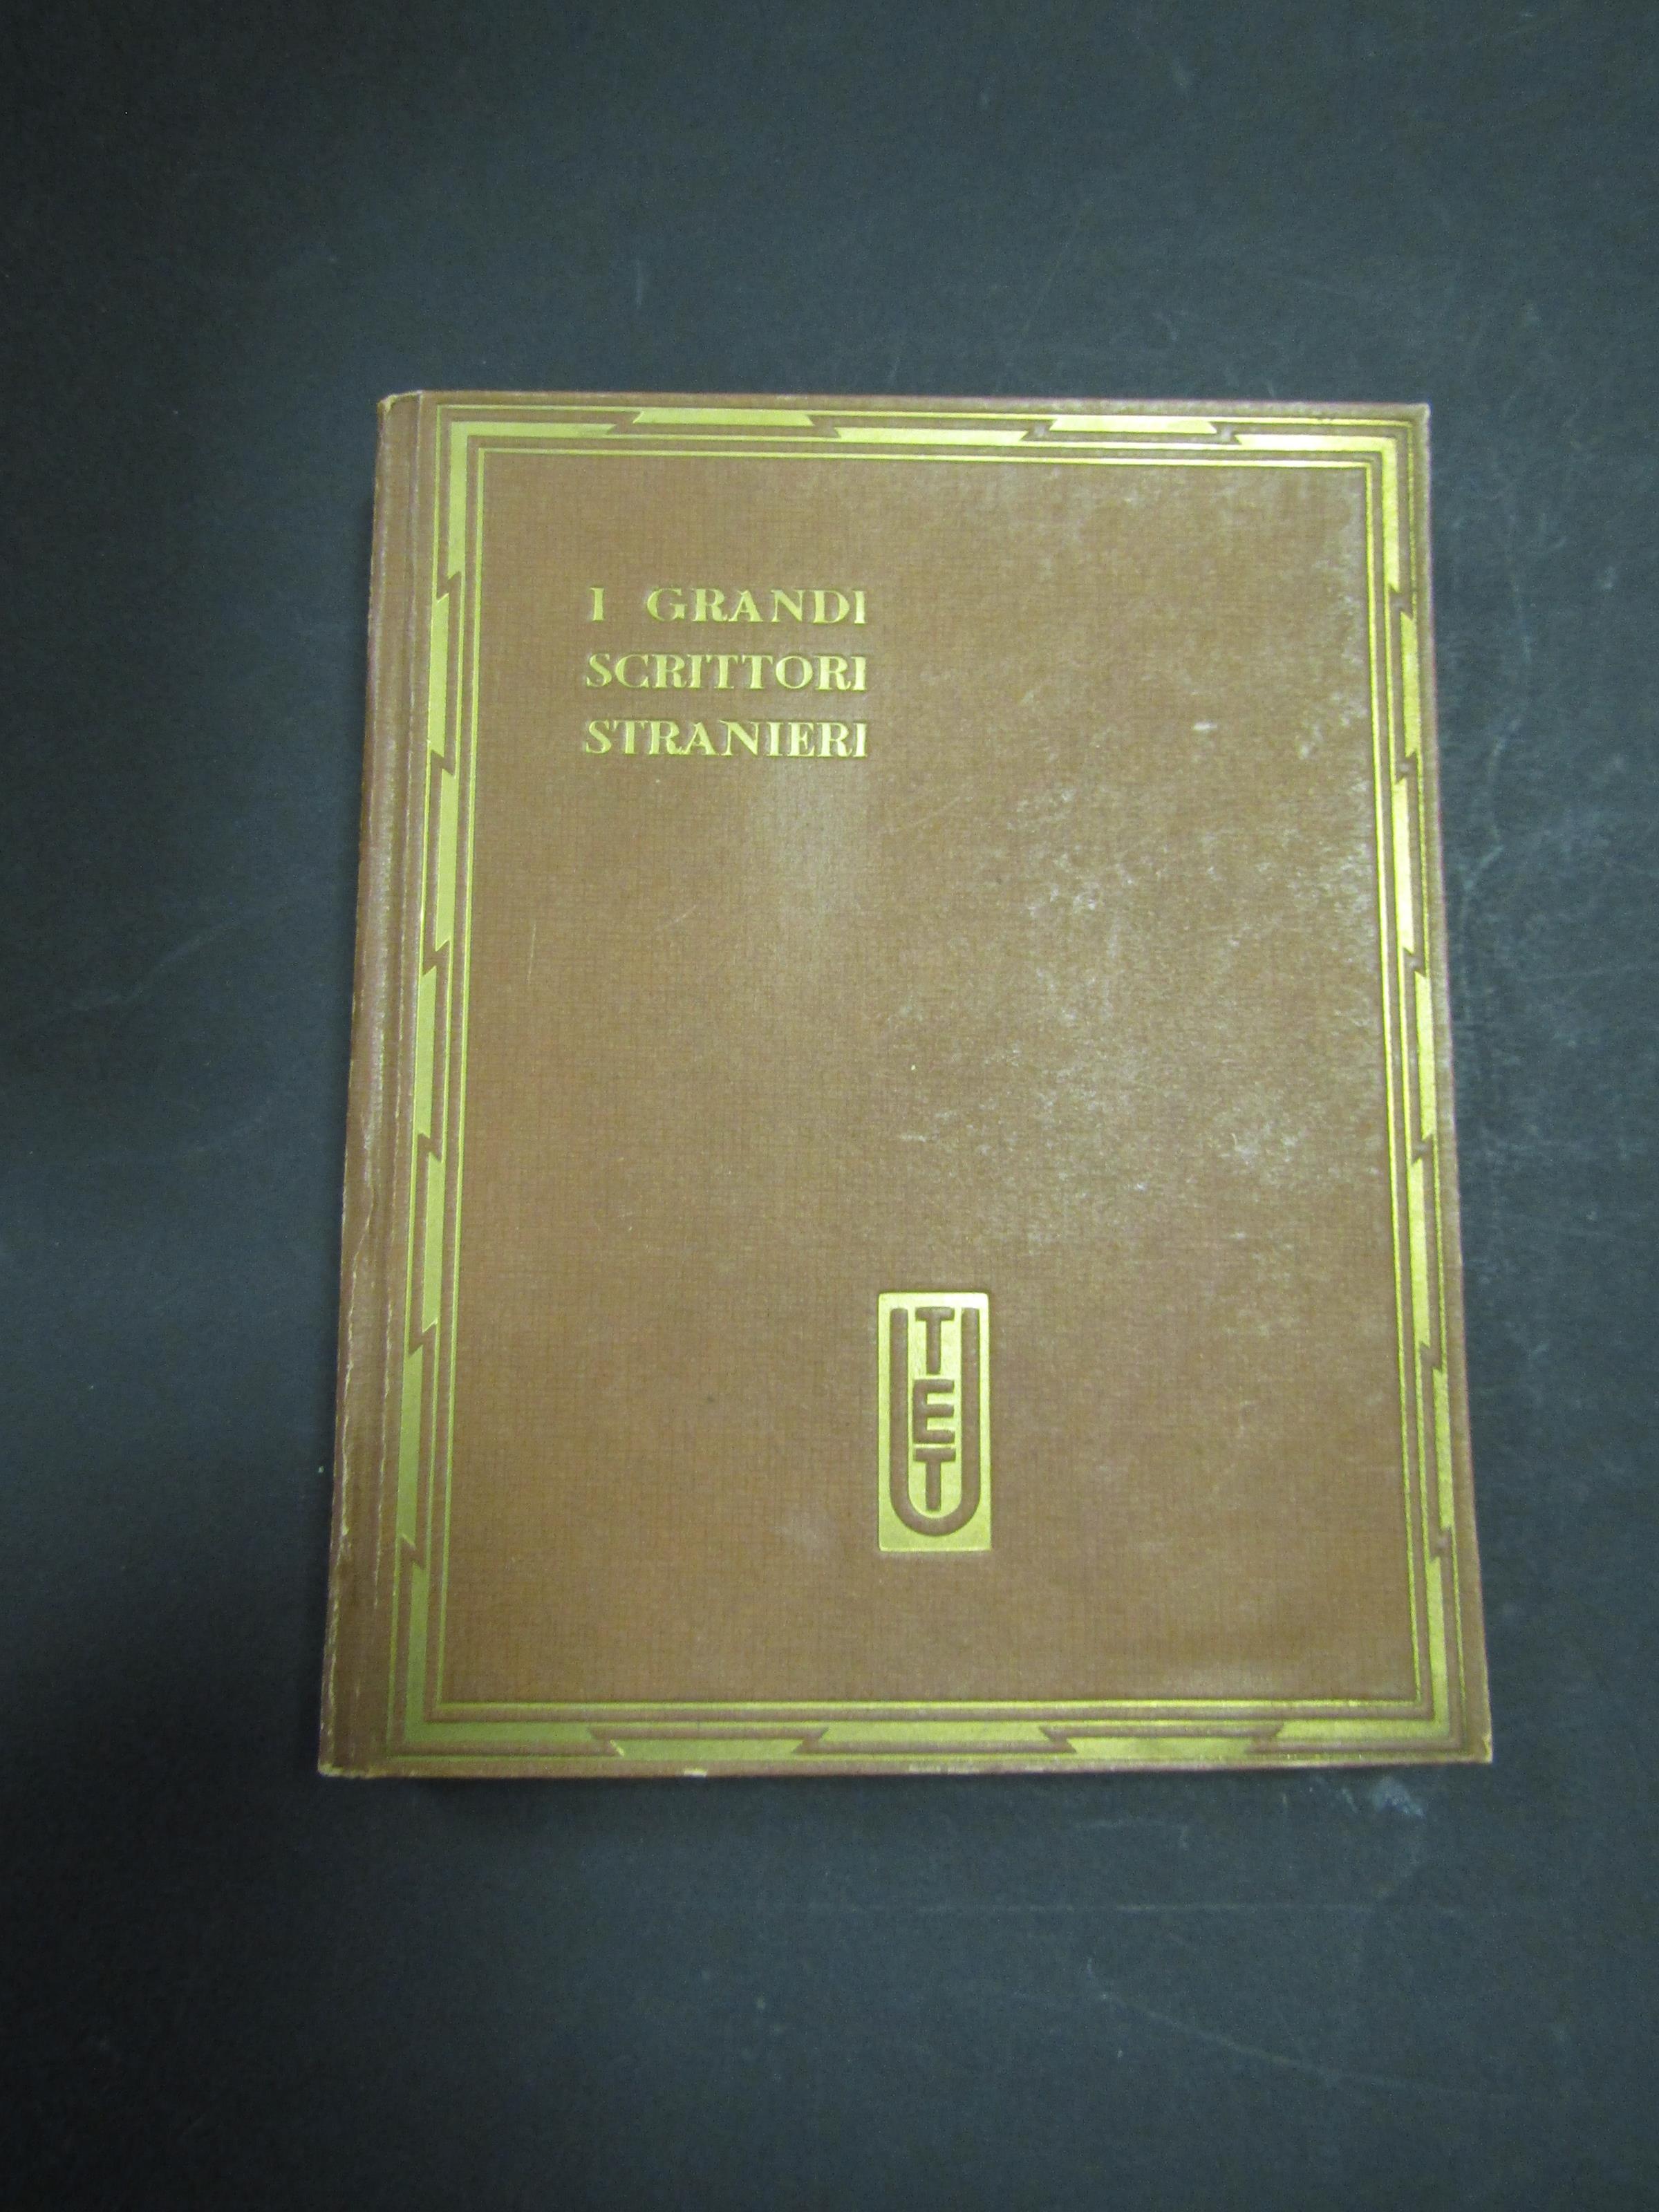 I GRANDI
SCRITTORI
STRANIERI
UTET